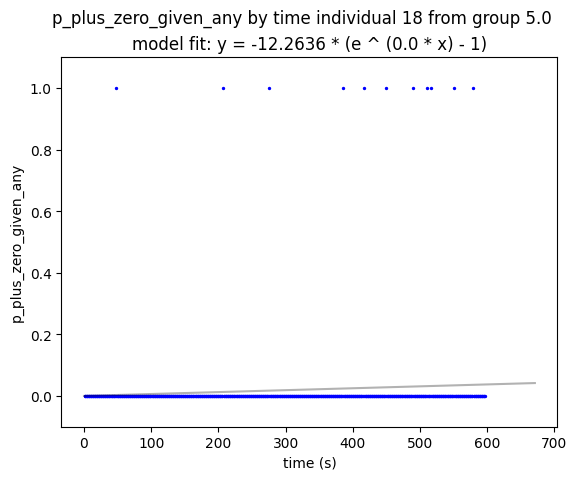 p_plus_zero_given_any by time individual 18 from group 5.0
model fit: y = -12.2636 * (e ^ (0.0 * x) - 1)
1.0
0.8
0.6
0.4
0.2
0.0
p_plus_zero_given_any
0 100 200 300 400 500 600 700
time (s)